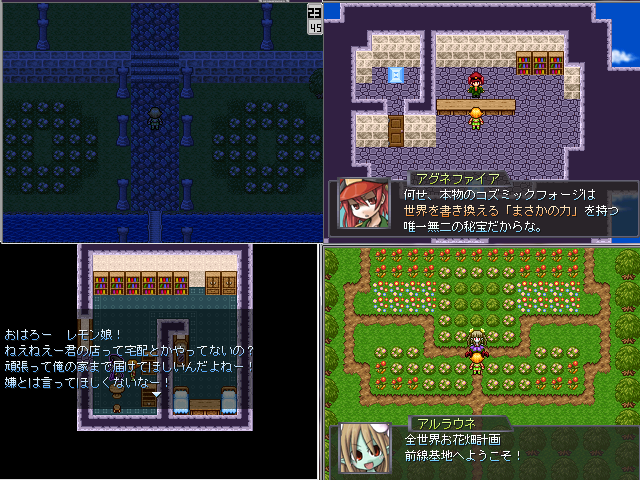 23
45
アグネファイア
何せ、本物のコズミックフォージは
世界を書き換える「まさかの力」を持つ
唯一無二の秘宝だからな。
おはろー　レモン娘！
ねえねえー君の店って宅配とかやってないの？
頑張って俺の家まで届けてほしいんだよねー！
嫌とは言ってほしくないなー！
アルラウネ
全世界お花畑計画
前線基地へようこそ！